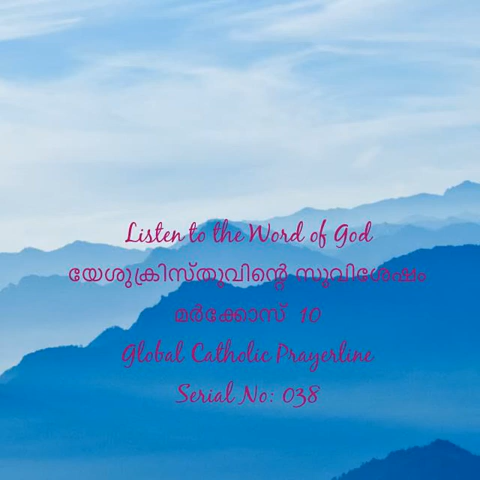 Listen to the Word of God
യേശുക്രിസ്തുവിന്റെ സുവിശേഷം
മർക്കോസ് 10
Global Catholic Prayerline
Serial No: 038